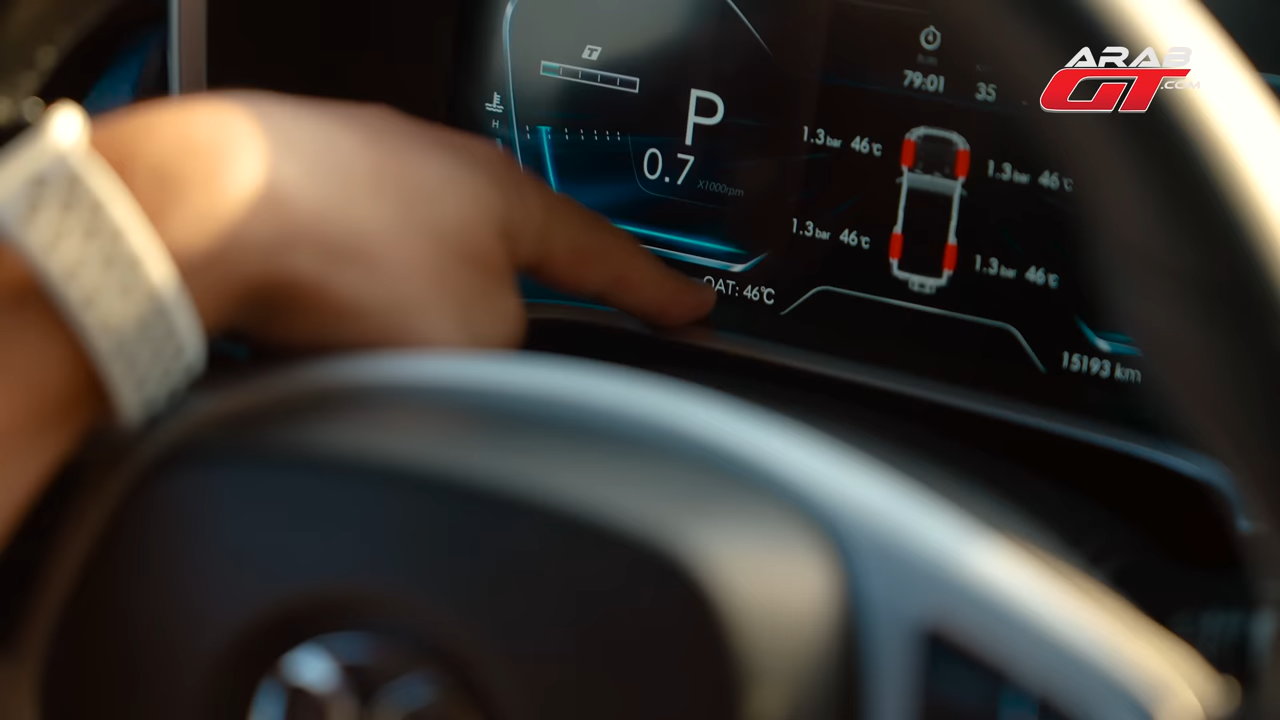 ARAB
GT.COM
T
79:01 35
H
P
1.3 bar 46℃
1.3 bar 46℃
0.7 X1000rpm
1.3 bar 46℃
1.3 bar 46℃
OAT: 46℃
15193 km